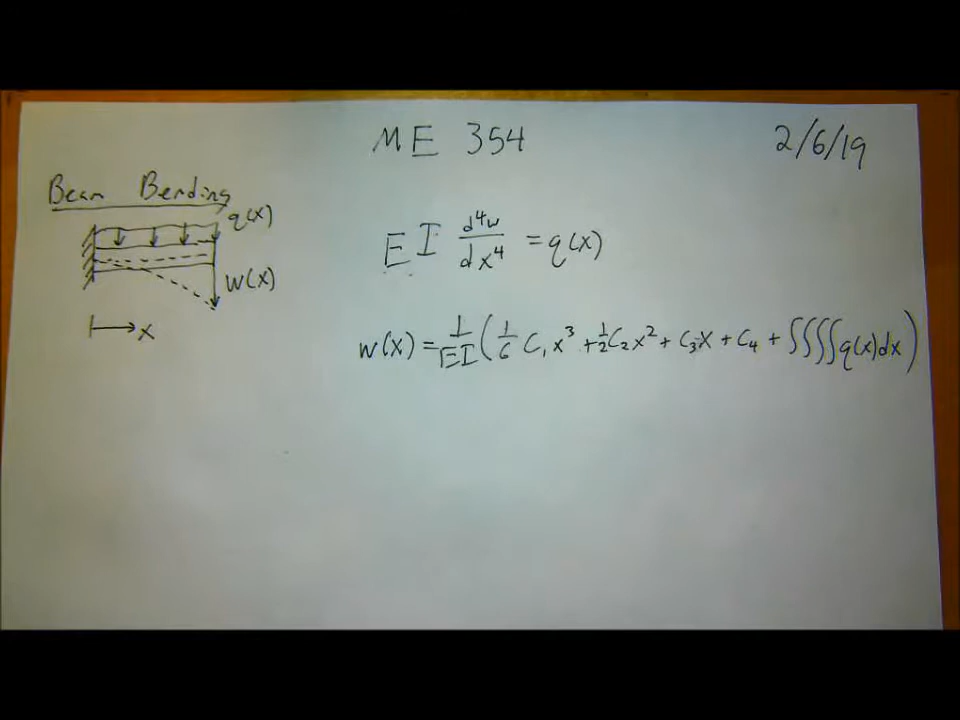 ME 354
2/6/19
Beam Bending
q(x)
w(x)
x
EI d⁴w/dx⁴ = q(x)
w(x) = 1/EI (1/6 C₁x³ + 1/2 C₂x² + C₃x + C₄ + ∫∫∫∫q(x)dx)